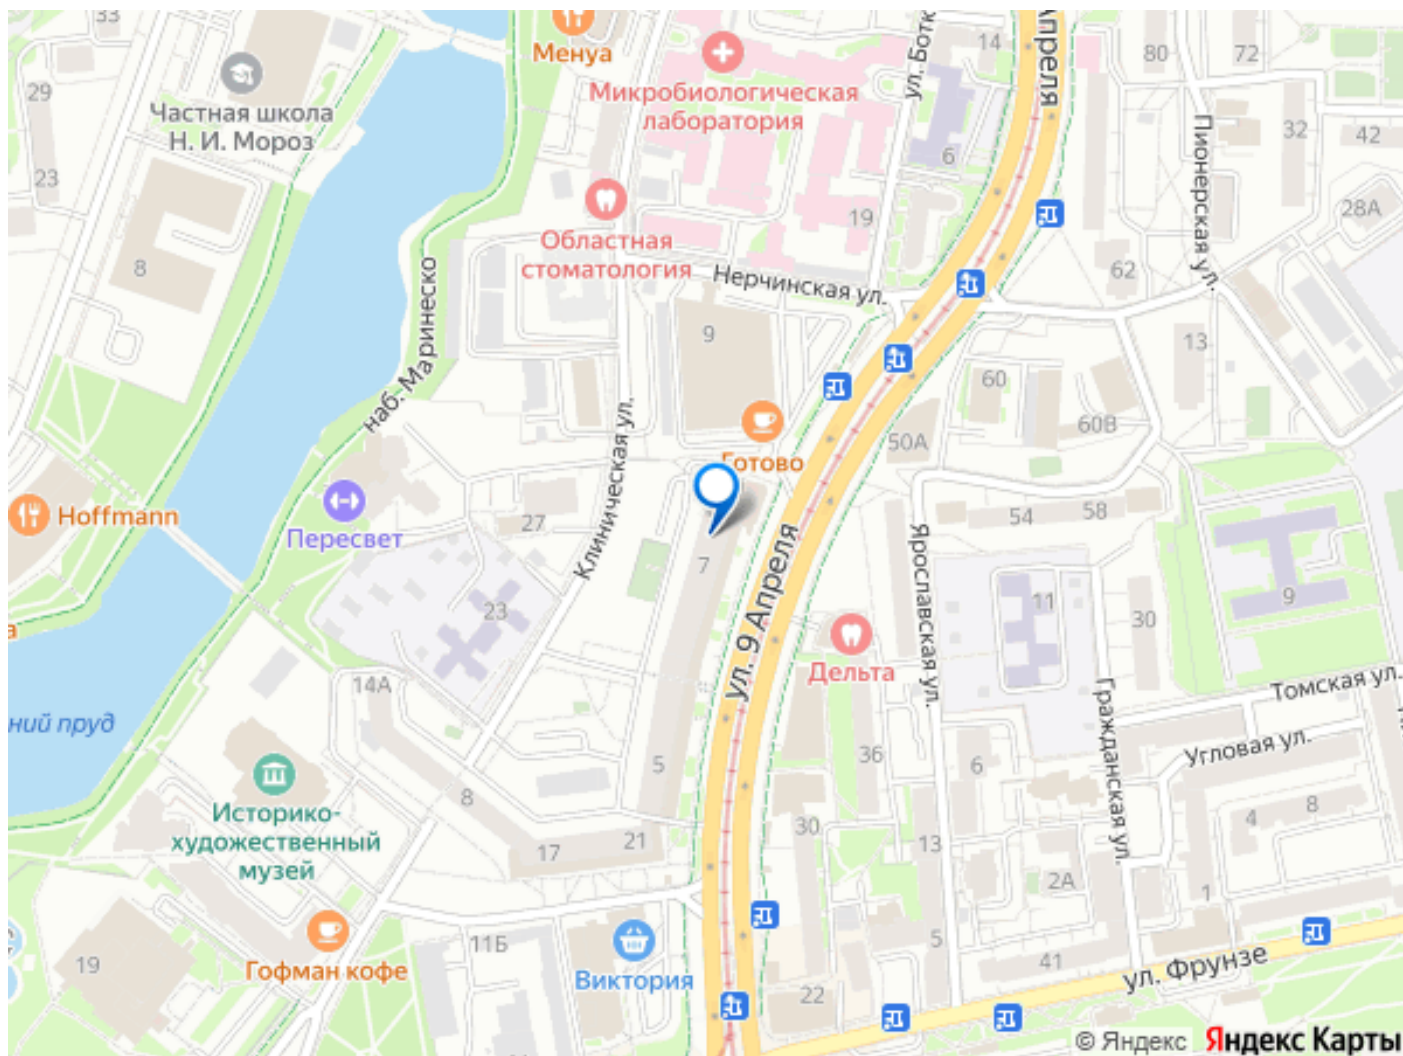 Менуа
14
80
72
29
Частная школа
Н. И. Мороз
Микробиологическая
лаборатория
ул. Ботк
Апреля
Пионерская ул.
32
42
6
23
8
19
28А
Областная
стоматология
наб. Маринеско
Нерчинская ул.
62
9
13
60
60В
50А
Готово
Клиническая ул.
Hoffmann
Пересвет
27
7
ул. 9 Апреля
54
58
Ярославская ул.
11
30
9
23
а
Дельта
14А
Гражданская ул.
Томская ул.
ний пруд
Угловая ул.
36
6
5
8
Историко-
художественный
музей
17
21
30
13
4
8
2А
1
Гофман кофе
19
11Б
Виктория
5
41
ул. Фрунзе
22
© Яндекс Яндекс Карты